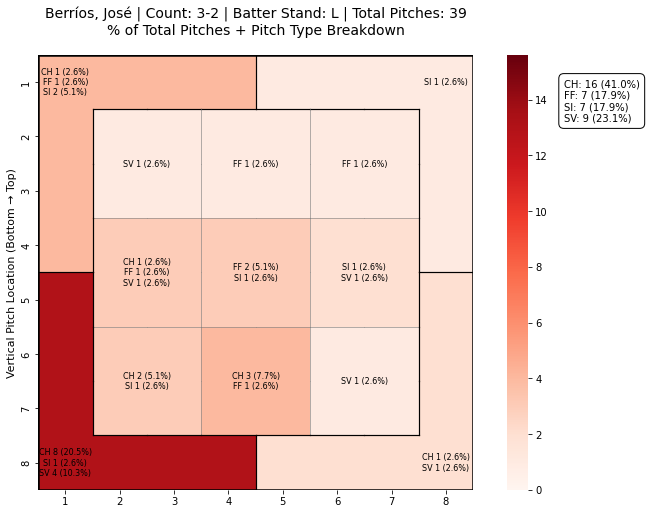 Berríos, José | Count: 3-2 | Batter Stand: L | Total Pitches: 39
% of Total Pitches + Pitch Type Breakdown
CH 1 (2.6%)
FF 1 (2.6%)
SI 2 (5.1%)
SI 1 (2.6%)
SV 1 (2.6%)
FF 1 (2.6%)
FF 1 (2.6%)
CH 1 (2.6%)
FF 1 (2.6%)
SV 1 (2.6%)
FF 2 (5.1%)
SI 1 (2.6%)
SI 1 (2.6%)
SV 1 (2.6%)
CH 2 (5.1%)
SI 1 (2.6%)
CH 3 (7.7%)
FF 1 (2.6%)
SV 1 (2.6%)
CH 8 (20.5%)
SI 1 (2.6%)
SV 4 (10.3%)
CH 1 (2.6%)
SV 1 (2.6%)
Vertical Pitch Location (Bottom → Top)
1
2
3
4
5
6
7
8
1 2 3 4 5 6 7 8
14
12
10
8
6
4
2
0
CH: 16 (41.0%)
FF: 7 (17.9%)
SI: 7 (17.9%)
SV: 9 (23.1%)